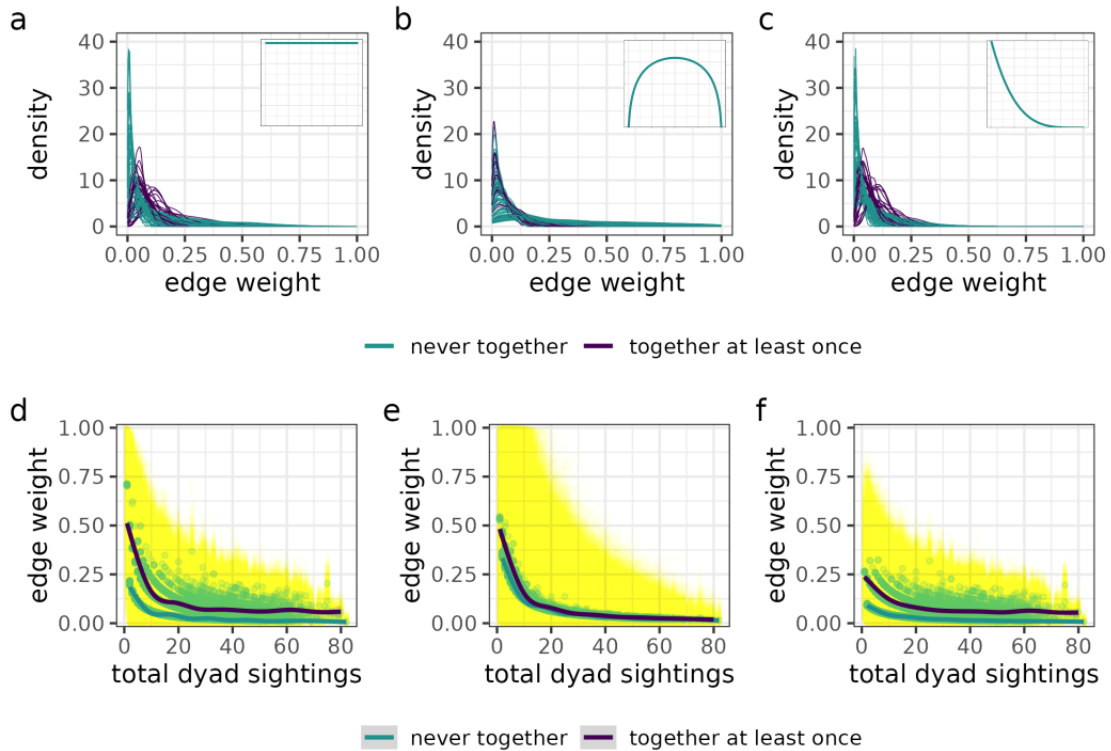 a
density
40
30
20
10
0
0.00 0.25 0.50 0.75 1.00
edge weight
b
density
40
30
20
10
0
0.00 0.25 0.50 0.75 1.00
edge weight
c
density
40
30
20
10
0
0.00 0.25 0.50 0.75 1.00
edge weight
never together together at least once
d
edge weight
1.00
0.75
0.50
0.25
0.00
0 20 40 60 80
total dyad sightings
e
edge weight
1.00
0.75
0.50
0.25
0.00
0 20 40 60 80
total dyad sightings
f
edge weight
1.00
0.75
0.50
0.25
0.00
0 20 40 60 80
total dyad sightings
never together together at least once